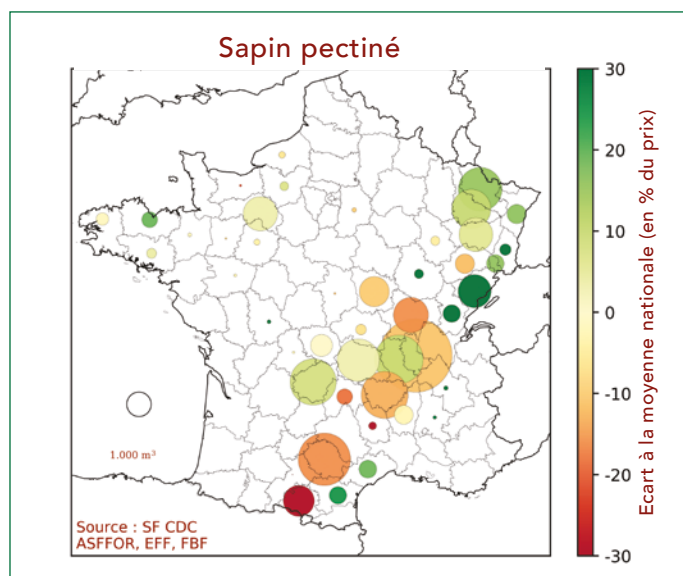 Sapin pectiné
30
20
10
0
-10
-20
-30
Ecart à la moyenne nationale (en % du prix)
1.000 m³
Source : SF CDC
ASFFOR, EFF, FBF